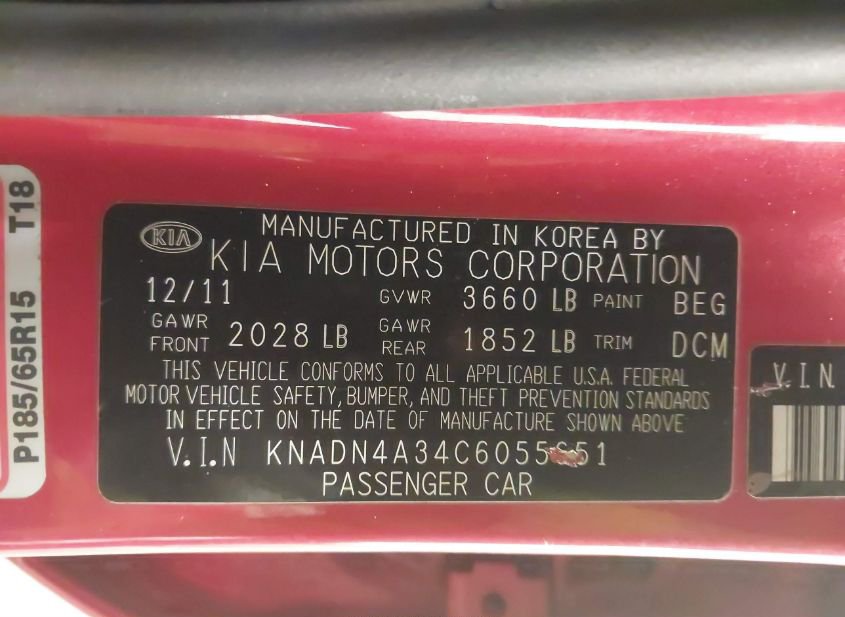 P185/65R15 T18
KIA
MANUFACTURED IN KOREA BY
KIA MOTORS CORPORATION
12/11 GVWR 3660 LB PAINT BEG
GAWR FRONT 2028 LB GAWR REAR 1852 LB TRIM DCM
THIS VEHICLE CONFORMS TO ALL APPLICABLE U.S.A. FEDERAL
MOTOR VEHICLE SAFETY, BUMPER, AND THEFT PREVENTION STANDARDS
IN EFFECT ON THE DATE OF MANUFACTURE SHOWN ABOVE
V.I.N
PASSENGER CAR
V.I.N